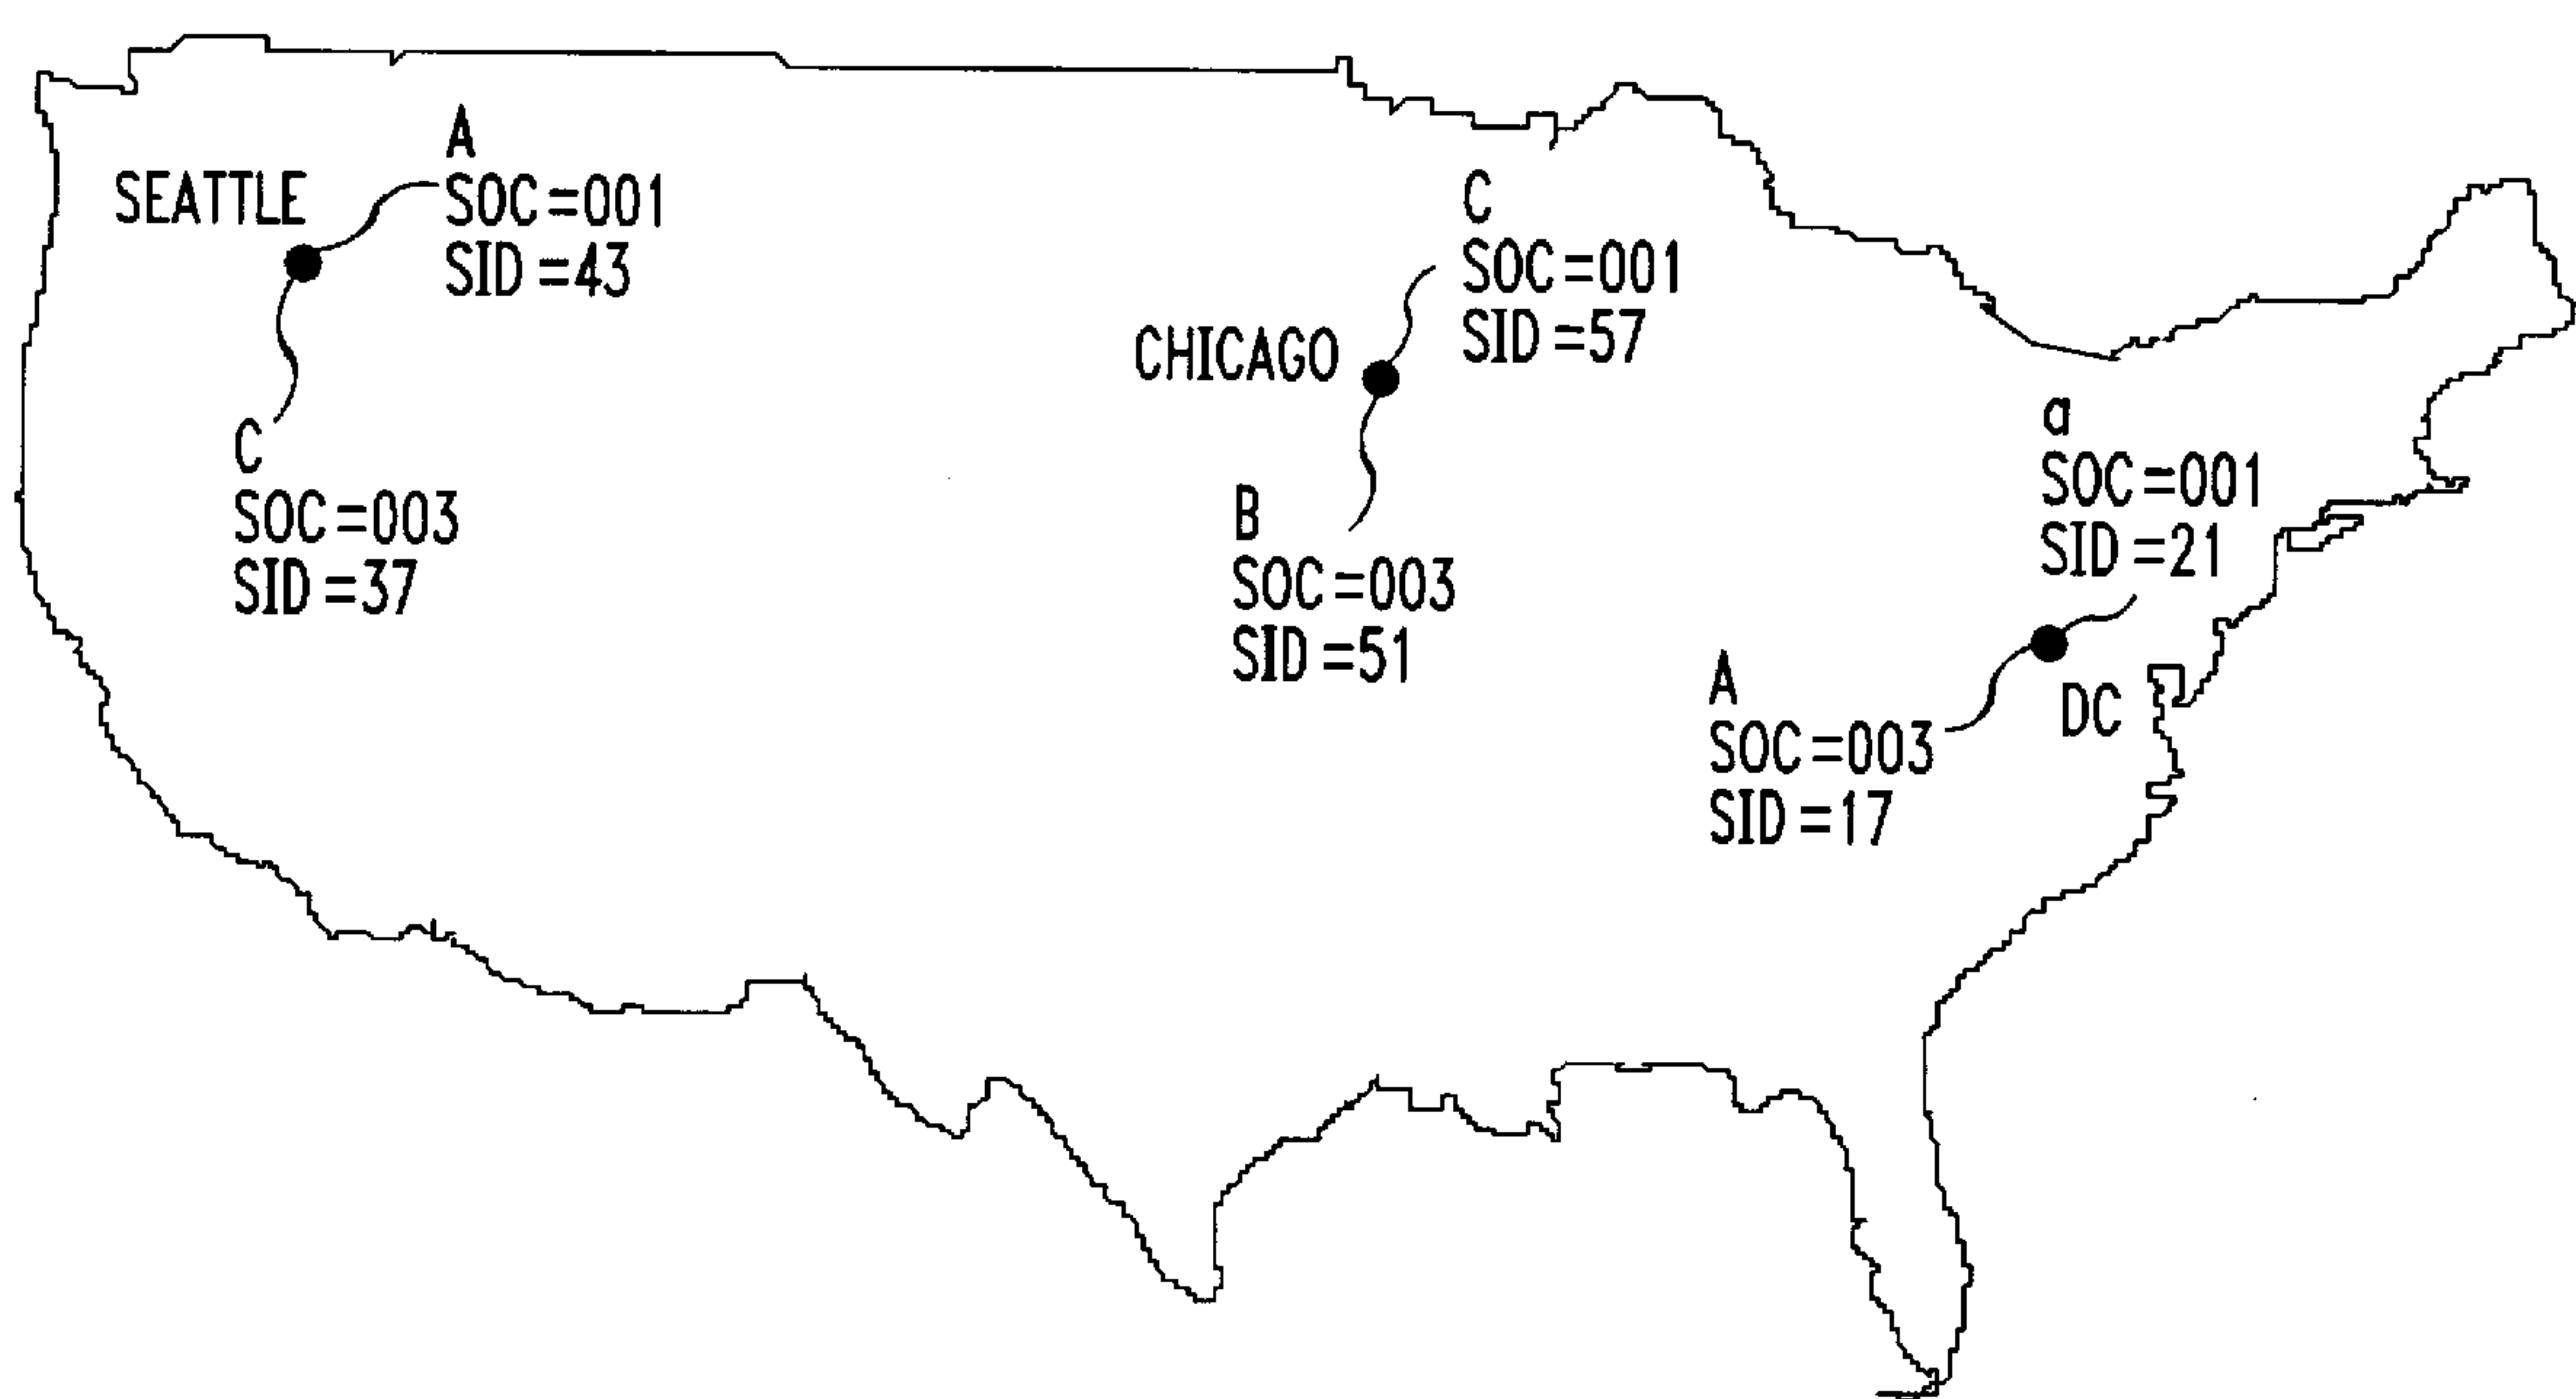 SEATTLE
A
SOC=001
SID=43
C
SOC=003
SID=37
CHICAGO
C
SOC=001
SID=57
B
SOC=003
SID=51
a
SOC=001
SID=21
A
SOC=003
SID=17
DC